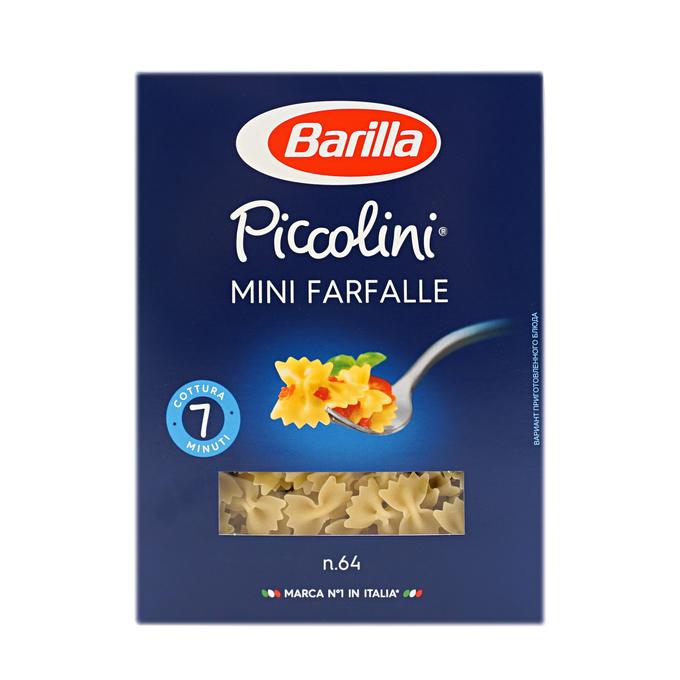 Barilla
Piccolini®
MINI FARFALLE
ВАРИАНТ ПРИГОТОВЛЕННОГО БЛЮДА
COTTURA
7
MINUTI
n.64
MARCA N°1 IN ITALIA*